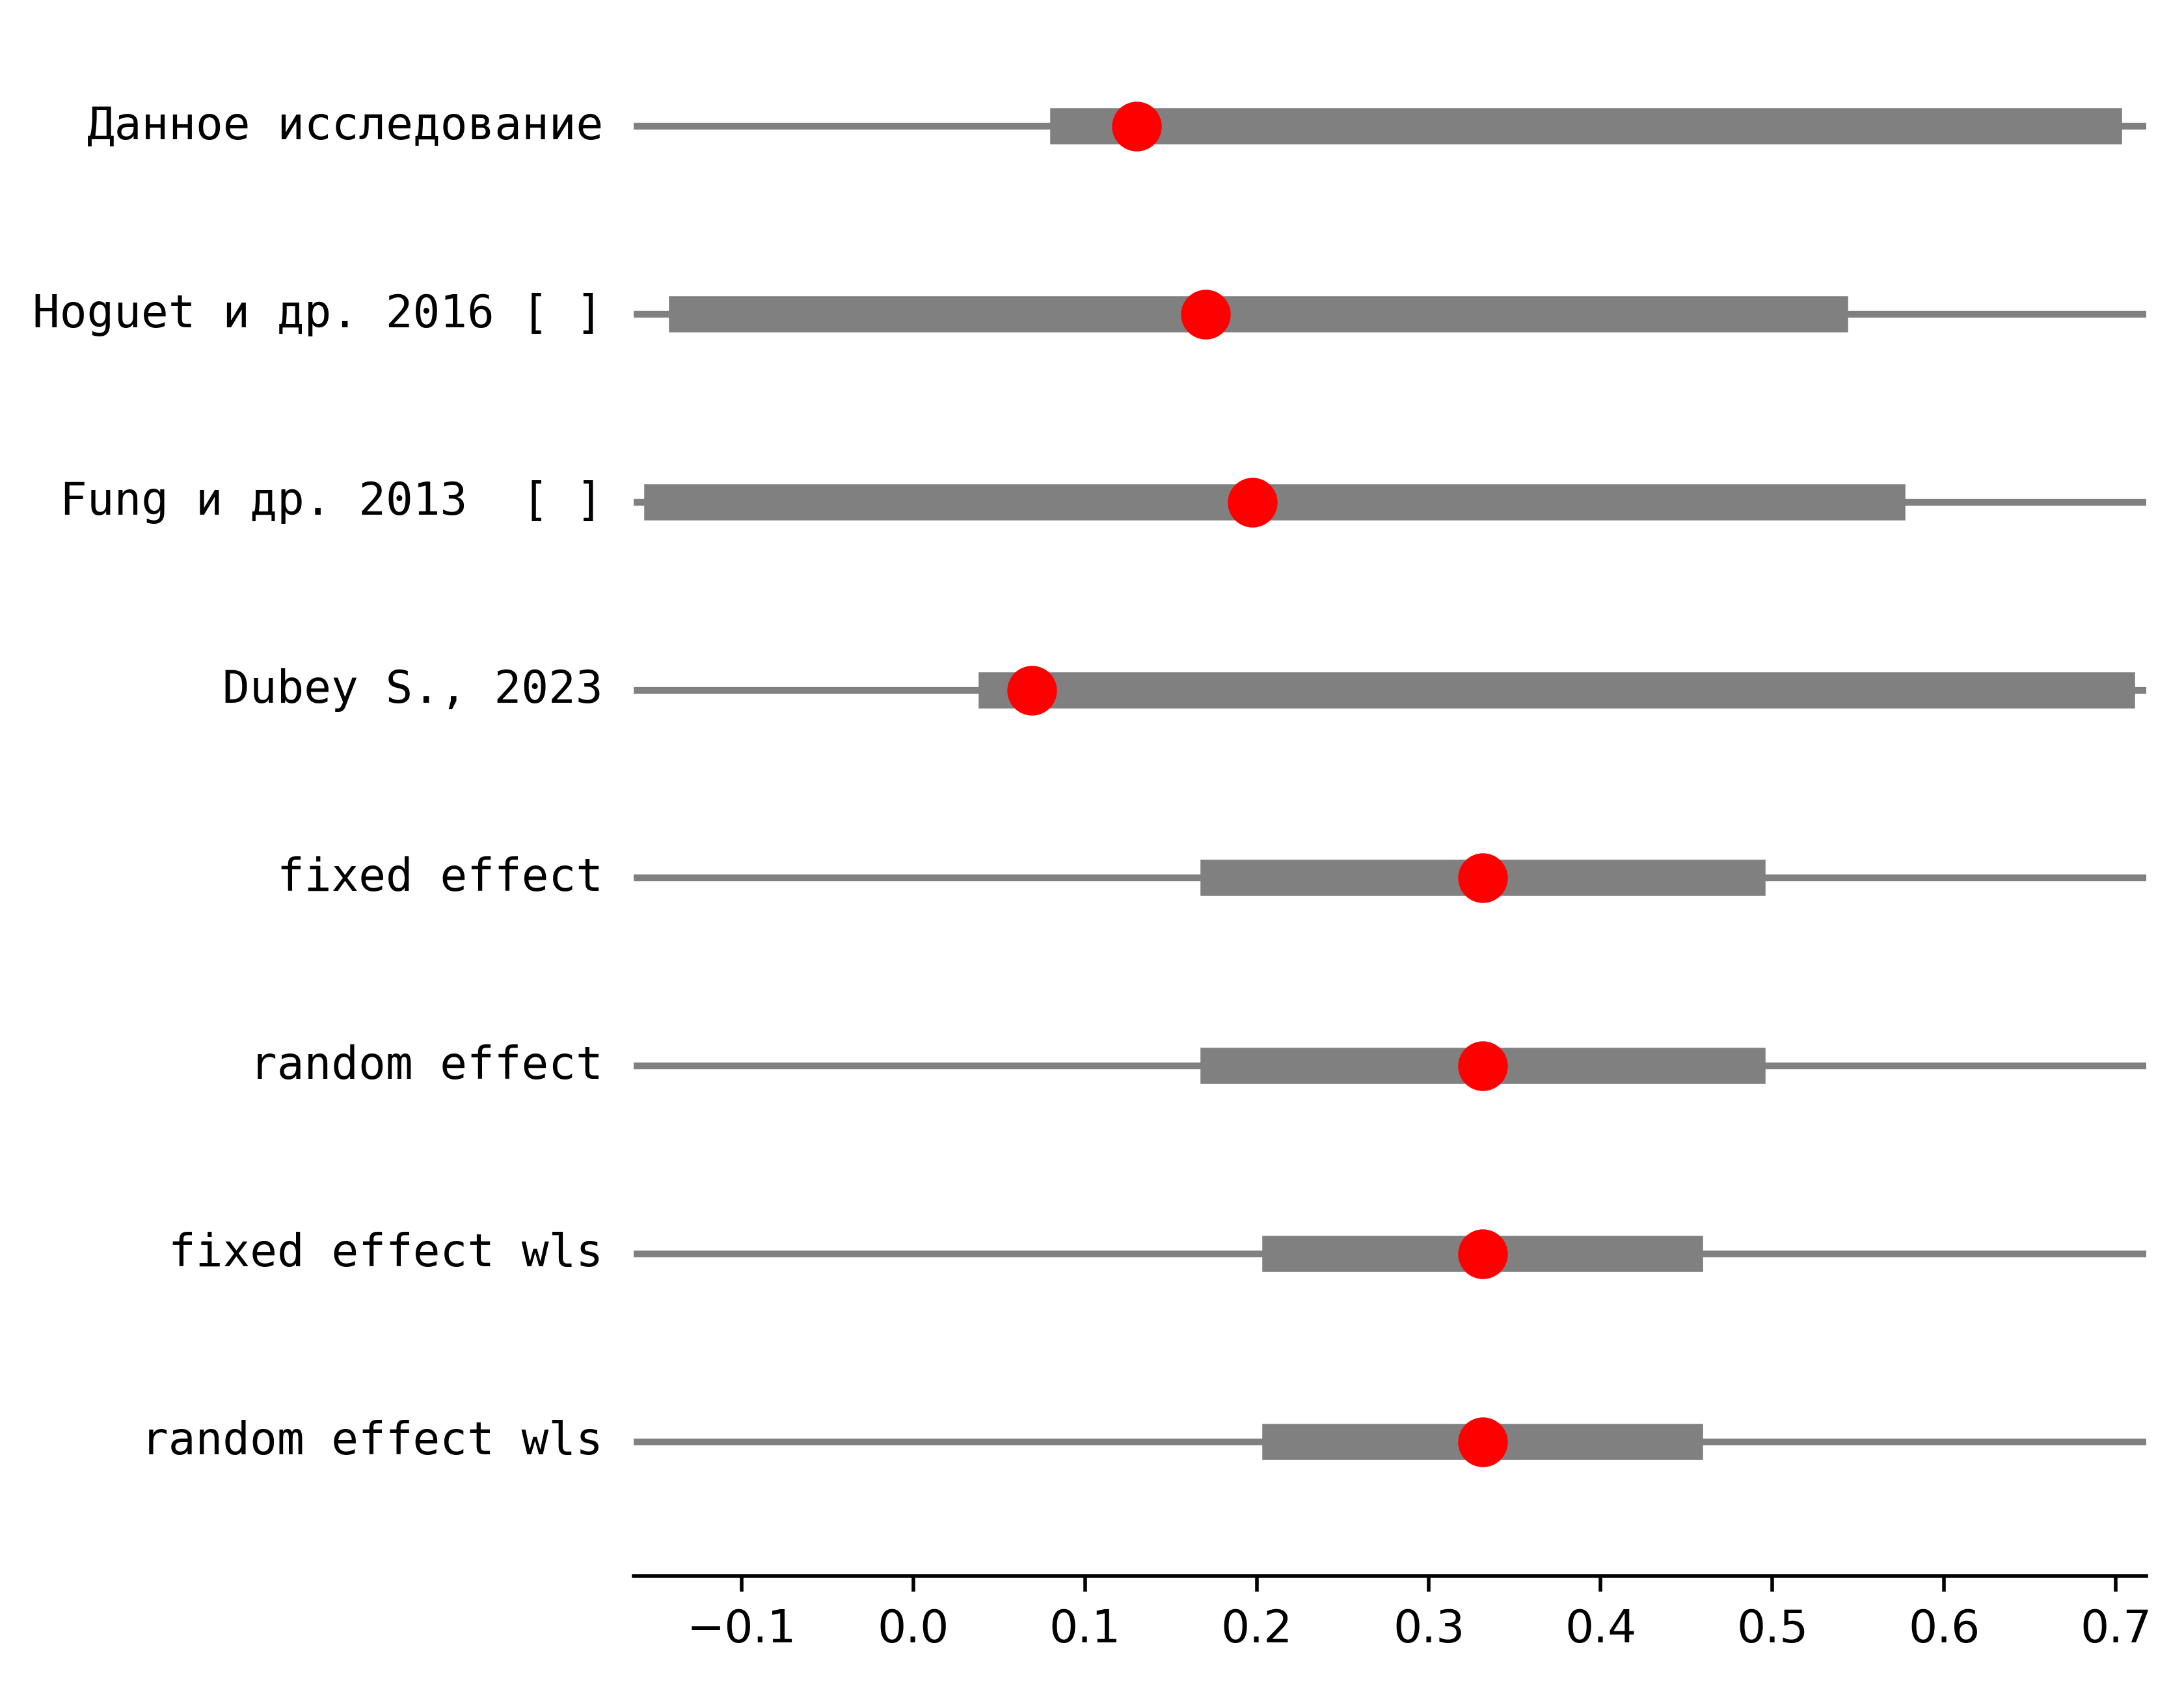 Данное исследование
Hoguet и др. 2016 [ ]
Fung и др. 2013  [ ]
Dubey S., 2023
fixed effect
random effect
fixed effect wls
random effect wls
−0.1 0.0 0.1 0.2 0.3 0.4 0.5 0.6 0.7